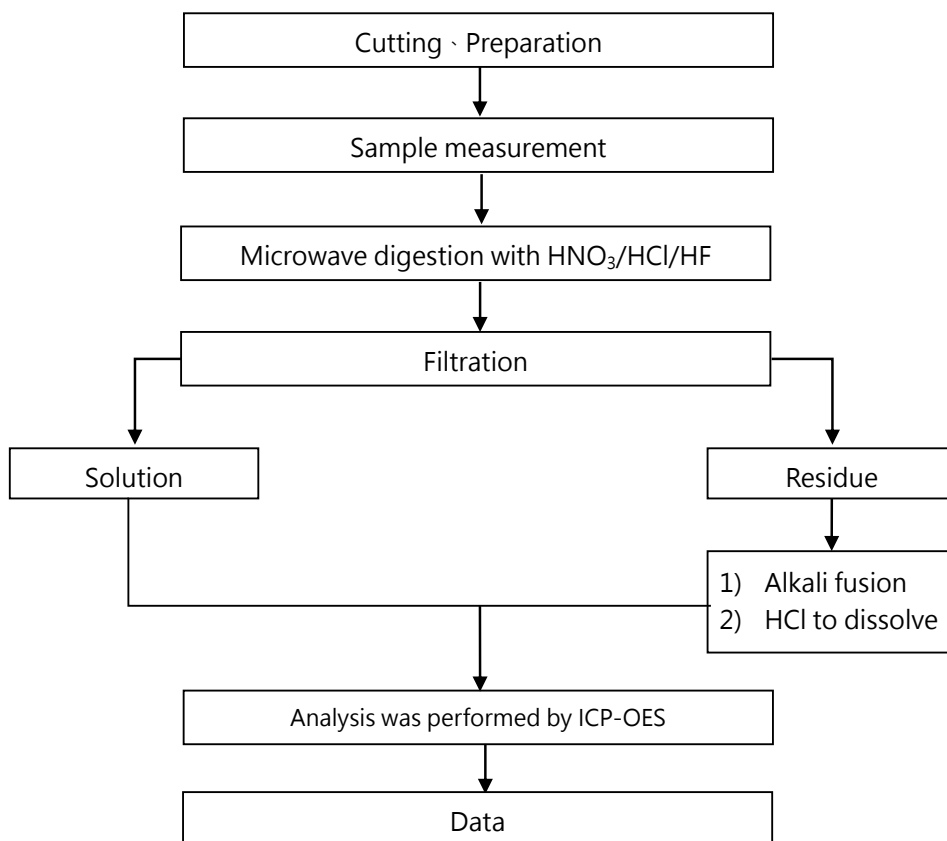 Cutting、Preparation
Sample measurement
Microwave digestion with HNO₃/HCl/HF
Filtration
Solution
Residue
1) Alkali fusion
2) HCl to dissolve
Analysis was performed by ICP-OES
Data